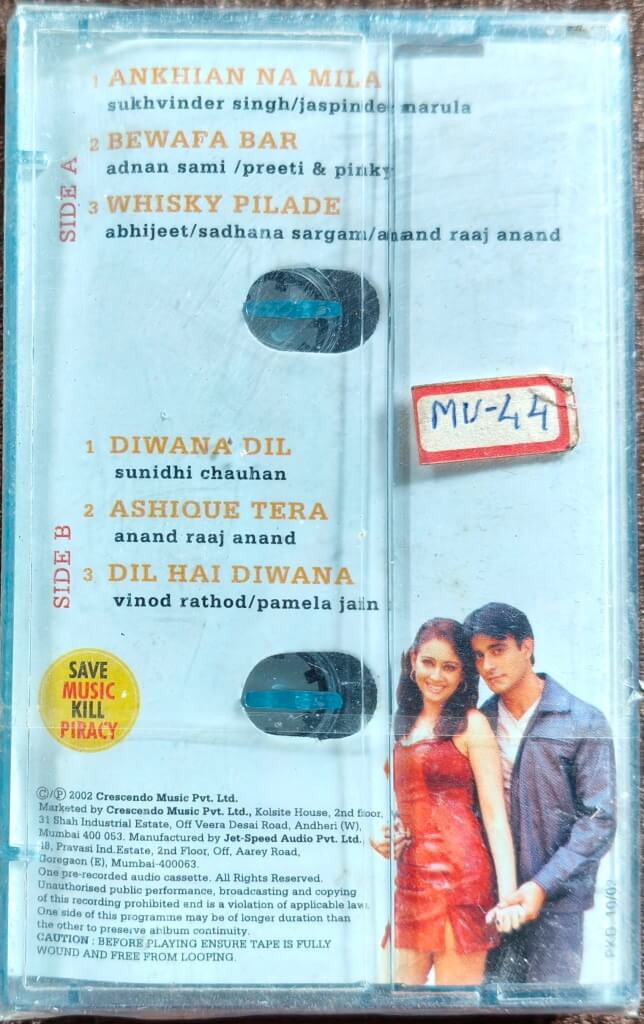 SIDE A
1 ANKHIAN NA MILA
sukhvinder singh/jaspinder narula
2 BEWAFA BAR
adnan sami /preeti & pinky
3 WHISKY PILADE
abhijeet/sadhana sargam/anand raaj anand
MU-44
SIDE B
1 DIWANA DIL
sunidhi chauhan
2 ASHIQUE TERA
anand raaj anand
3 DIL HAI DIWANA
vinod rathod/pamela jain
SAVE
MUSIC
KILL
PIRACY
©/℗ 2002 Crescendo Music Pvt. Ltd.
Marketed by Crescendo Music Pvt. Ltd., Kolsite House, 2nd floor,
31 Shah Industrial Estate, Off Veera Desai Road, Andheri (W),
Mumbai 400 053. Manufactured by Jet-Speed Audio Pvt. Ltd.
18, Pravasi Ind.Estate, 2nd Floor, Off, Aarey Road,
Goregaon (E), Mumbai-400063.
One pre-recorded audio cassette. All Rights Reserved.
Unauthorised public performance, broadcasting and copying
of this recording prohibited and is a violation of applicable laws.
One side of this programme may be of longer duration than
the other to preserve abibum continuity.
CAUTION : BEFORE PLAYING ENSURE TAPE IS FULLY
WOUND AND FREE FROM LOOPING.
PKD 10/02